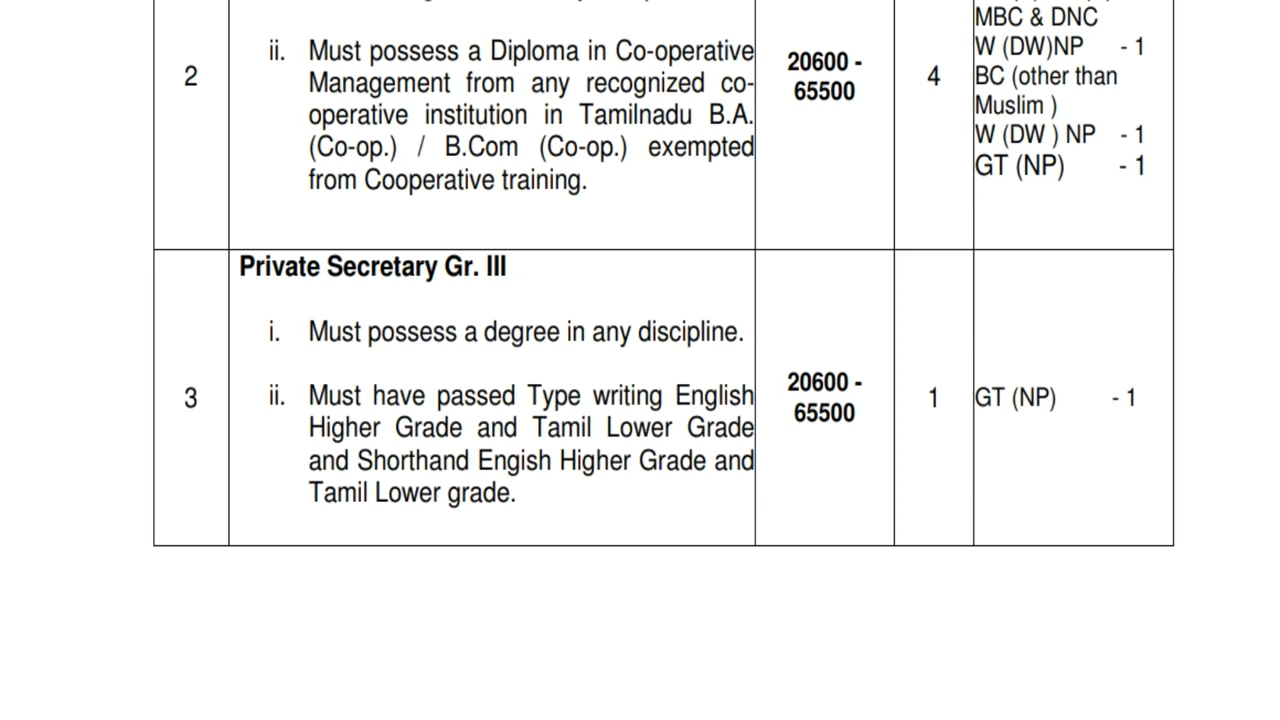 MBC & DNC
ii. Must possess a Diploma in Co-operative
W (DW)NP - 1
20600 -
2
Management from any recognized co-
4
BC (other than
65500
operative institution in Tamilnadu B.A.
Muslim )
(Co-op.) / B.Com (Co-op.) exempted
W (DW ) NP - 1
from Cooperative training.
GT (NP) - 1
Private Secretary Gr. III
i. Must possess a degree in any discipline.
3
ii. Must have passed Type writing English
20600 -
65500
1
GT (NP) - 1
Higher Grade and Tamil Lower Grade
and Shorthand Engish Higher Grade and
Tamil Lower grade.